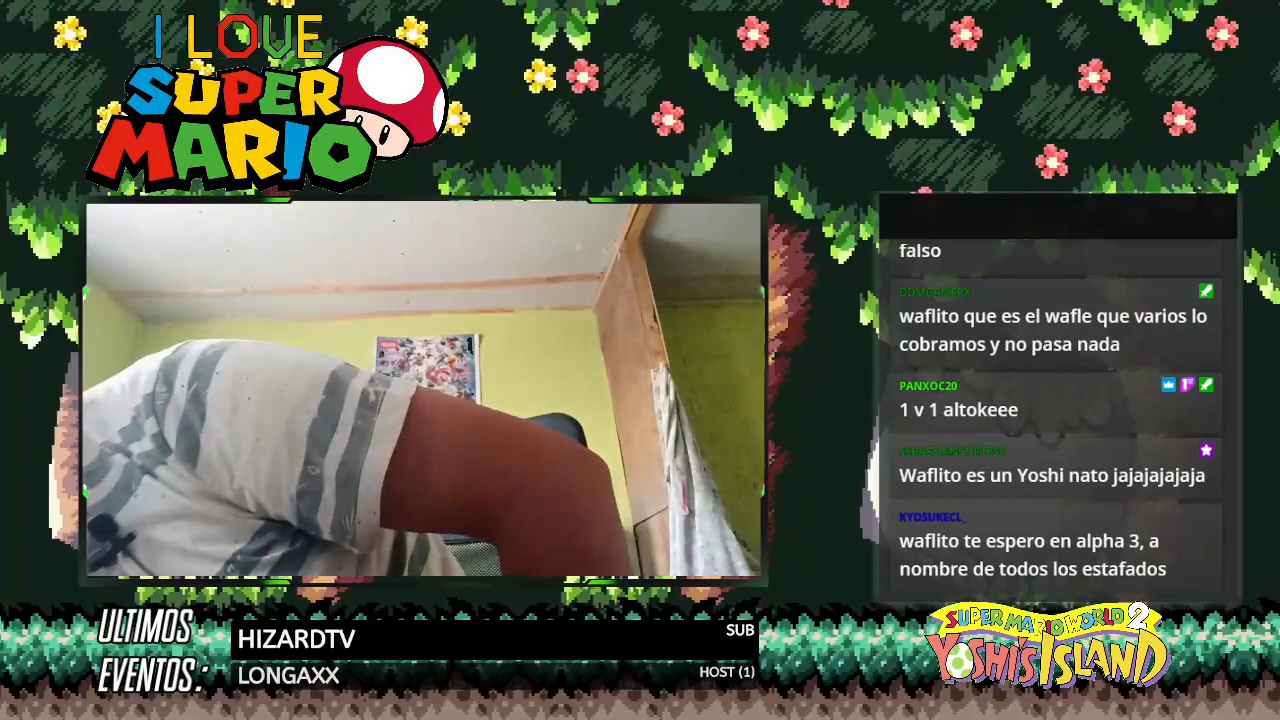 I LOVE
SUPER
MARIO
falso
waflito que es el wafle que varios lo
cobramos y no pasa nada
PANXOC20
1 v 1 altokeee
Waflito es un Yoshi nato jajajajajaja
KYOSUKECL_
waflito te espero en alpha 3, a
nombre de todos los estafados
ULTIMOS
EVENTOS:
HIZARDTV
SUB
LONGAXX
HOST (1)
SUPER MARIO WORLD 2
YOSHI'S ISLAND